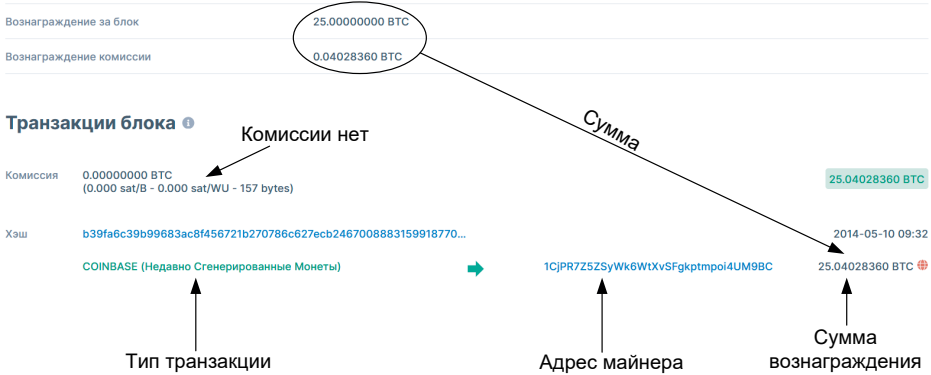 Вознаграждение за блок 25.00000000 BTC
Вознаграждение комиссии 0.04028360 BTC
Сумма
Транзакции блока
Комиссии нет
Комиссия 0.00000000 BTC 25.04028360 BTC
(0.000 sat/B - 0.000 sat/WU - 157 bytes)
Хэш b39fa6c39b99683ac8f456721b270786c627ecb2467008883159918770... 2014-05-10 09:32
COINBASE (Недавно Сгенерированные Монеты) 1CjPR7Z5ZSyWk6WtXvSFgkptmpoi4UM9BC 25.04028360 BTC
Тип транзакции Адрес майнера Сумма
вознаграждения